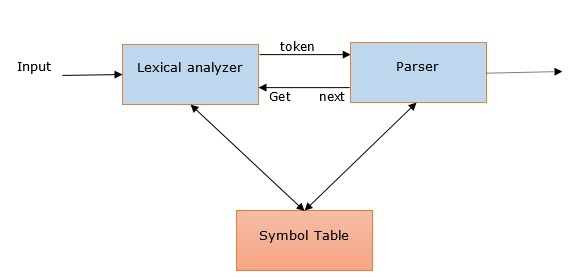 token
Input
Lexical analyzer
Parser
Get next
Symbol Table